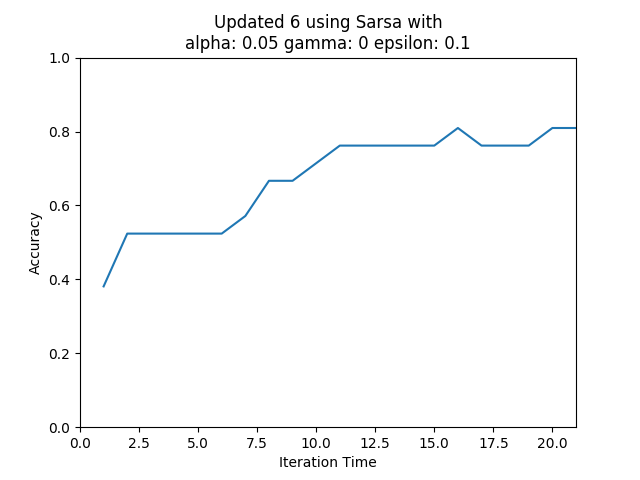 Updated 6 using Sarsa with
alpha: 0.05 gamma: 0 epsilon: 0.1
1.0
0.8
0.6
0.4
0.2
0.0
Accuracy
0.0 2.5 5.0 7.5 10.0 12.5 15.0 17.5 20.0
Iteration Time